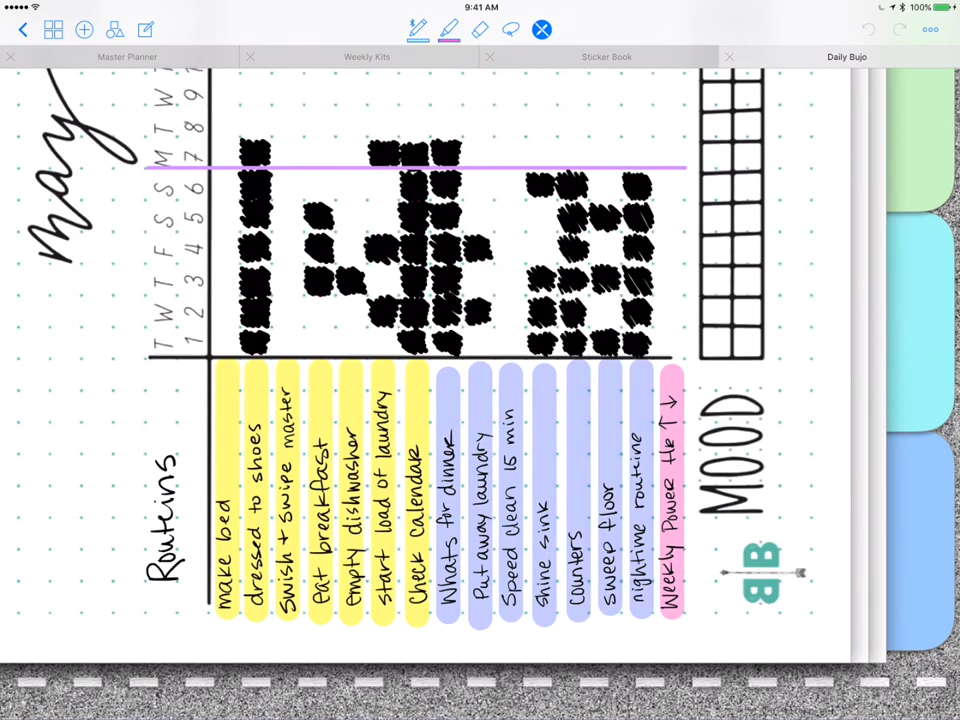 9:41 AM
100%
Master Planner
Weekly Kits
Sticker Book
Daily Bujo
May
T W T F S S M T W
1 2 3 4 5 6 7 8 9
Routeins
make bed
dressed to shoes
Swish + Swipe master
Eat breakfast
Empty dishwasher
start load of laundry
Check Calendar
Whats for dinner
Put away laundry
Speed clean 15 min
shine sink
Counters
sweep floor
nightime routine
Weekly Power Hr ↑ ↓
MOOD
BB